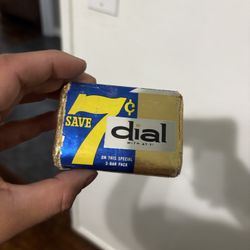 SAVE
7¢
dial
WITH AT-7
ON THIS SPECIAL
2-BAR PACK